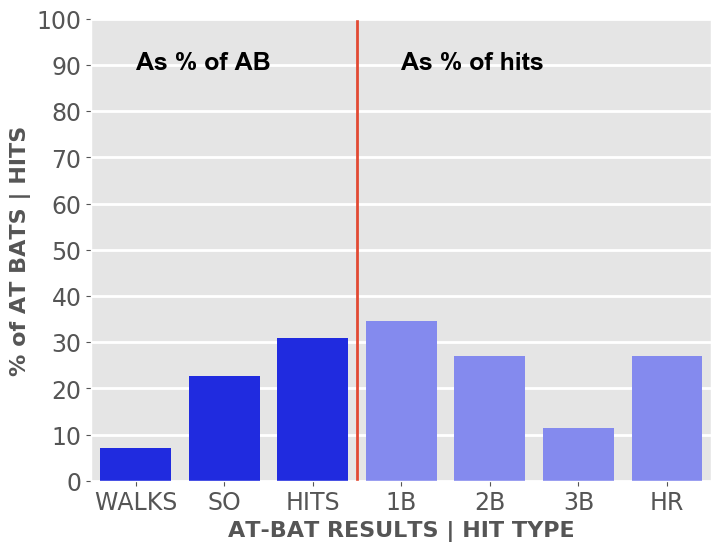 As % of AB
As % of hits
% of AT BATS | HITS
100
90
80
70
60
50
40
30
20
10
0
WALKS SO HITS 1B 2B 3B HR
AT-BAT RESULTS | HIT TYPE